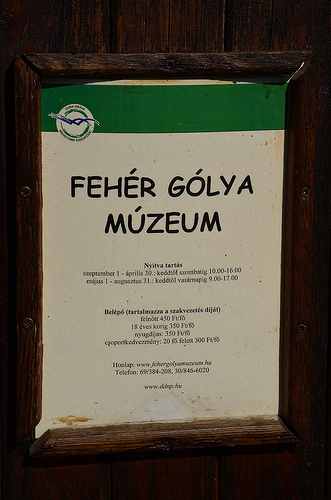 FEHÉR GÓLYA
MÚZEUM
Nyitva tartás
szeptember 1 - április 30.: keddtől szombatig 10.00-16.00
május 1 - augusztus 31.: keddtől vasárnapig 9.00-17.00
Belépő (tartalmazza a szakvezetés díját)
felnőtt 450 Ft/fő
18 éves korig 350 Ft/fő
nyugdíjas: 350 Ft/fő
csoportkedvezmény: 20 fő felett 300 Ft/fő
Honlap: www.fehergolyamuzeum.hu
Telefon: 69/384-208, 30/846-6020
www.ddnp.hu